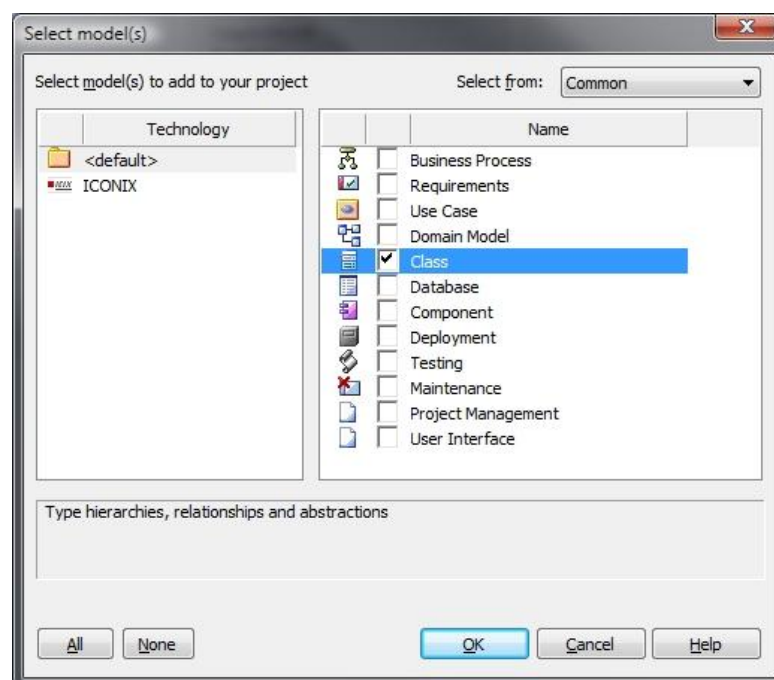 Select model(s)
Select model(s) to add to your project Select from: Common
Technology
<default>
ICONIX
Name
Business Process
Requirements
Use Case
Domain Model
Class
Database
Component
Deployment
Testing
Maintenance
Project Management
User Interface
Type hierarchies, relationships and abstractions
All None OK Cancel Help